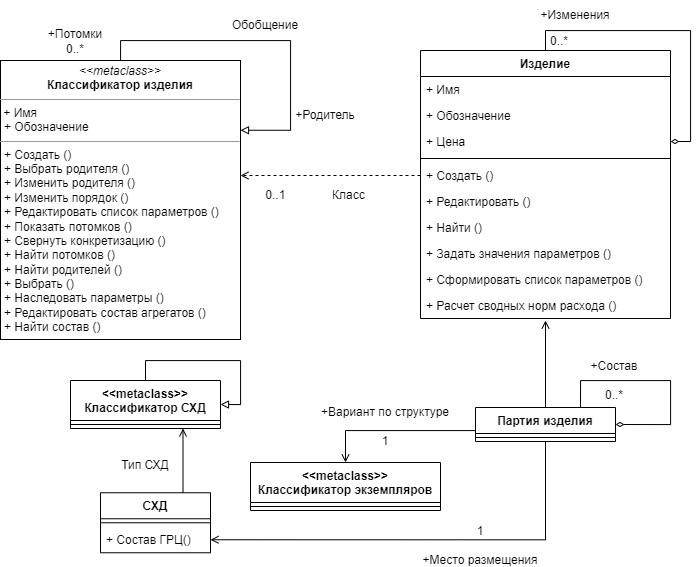 +Изменения
Обобщение
+Потомки
0..*
0..*
<<metaclass>>
Классификатор изделия
+ Имя
+ Обозначение
+ Создать ()
+ Выбрать родителя ()
+ Изменить родителя ()
+ Изменить порядок ()
+ Редактировать список параметров ()
+ Показать потомков ()
+ Свернуть конкретизацию ()
+ Найти потомков ()
+ Найти родителей ()
+ Выбрать ()
+ Наследовать параметры ()
+ Редактировать состав агрегатов ()
+ Найти состав ()
+Родитель
0..1
Класс
Изделие
+ Имя
+ Обозначение
+ Цена
+ Создать ()
+ Редактировать ()
+ Найти ()
+ Задать значения параметров ()
+ Сформировать список параметров ()
+ Расчет сводных норм расхода ()
<<metaclass>>
Классификатор СХД
+Состав
0..*
+Вариант по структуре
1
Партия изделия
Тип СХД
<<metaclass>>
Классификатор экземпляров
СХД
+ Состав ГРЦ()
1
+Место размещения